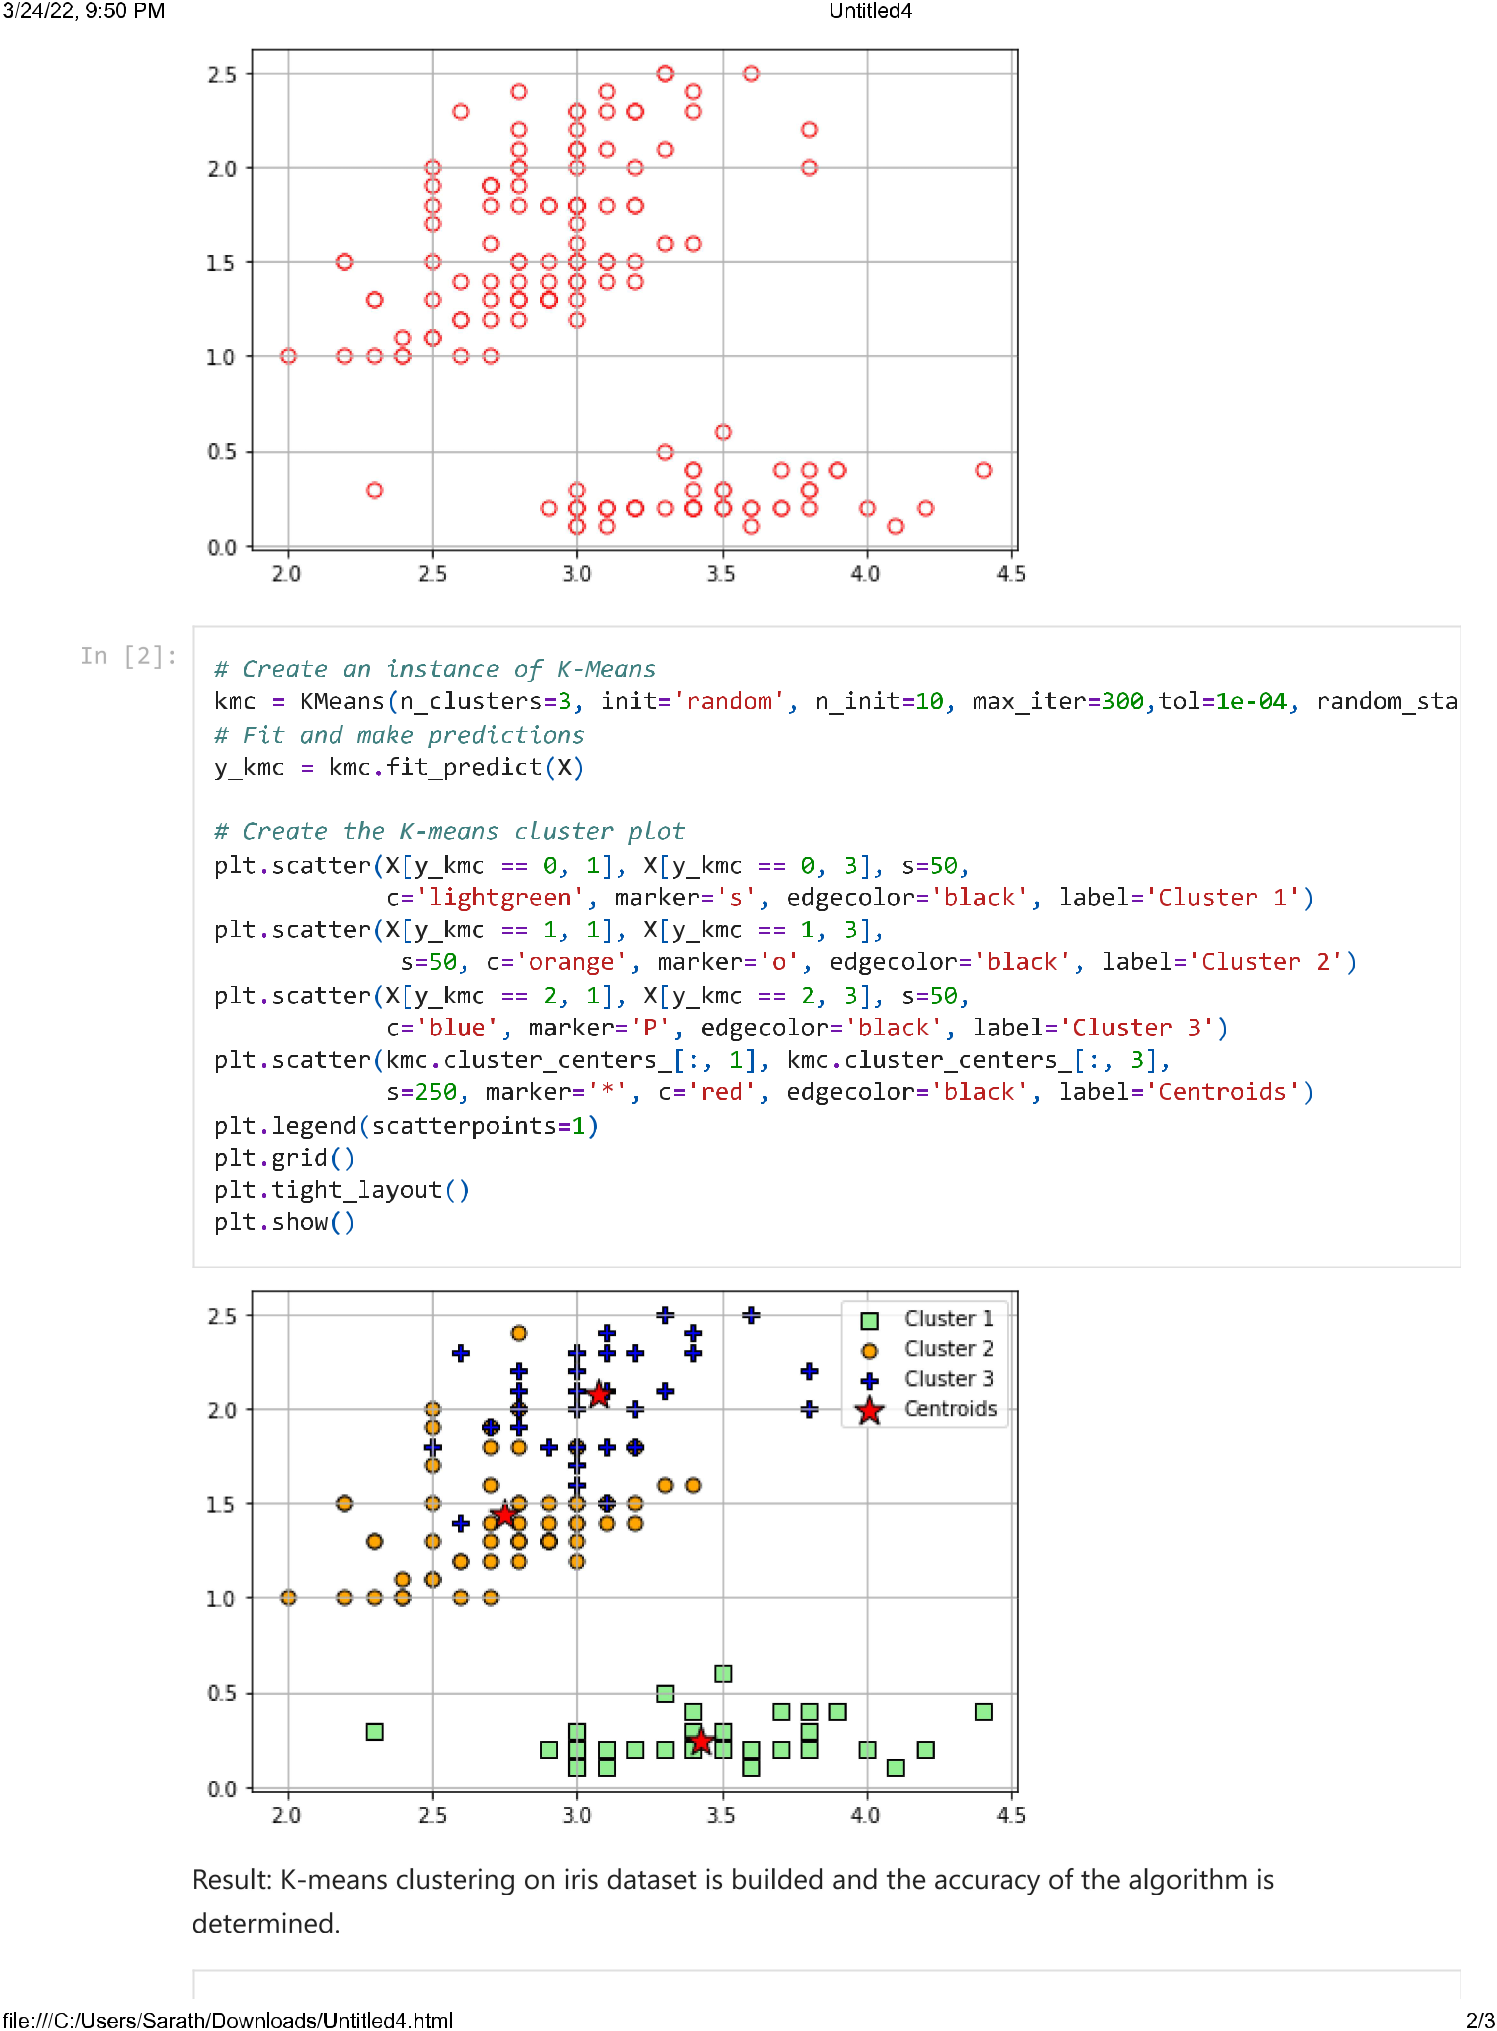 3/24/22, 9:50 PM
Untitled4
2.5
2.0
1.5
1.0
0.5
0.0
2.0 2.5 3.0 3.5 4.0 4.5
In [2]:
# Create an instance of K-Means
kmc = KMeans(n_clusters=3, init='random', n_init=10, max_iter=300,tol=1e-04, random_sta
# Fit and make predictions
y_kmc = kmc.fit_predict(X)
# Create the K-means cluster plot
plt.scatter(X[y_kmc == 0, 1], X[y_kmc == 0, 3], s=50,
c='lightgreen', marker='s', edgecolor='black', label='Cluster 1')
plt.scatter(X[y_kmc == 1, 1], X[y_kmc == 1, 3],
s=50, c='orange', marker='o', edgecolor='black', label='Cluster 2')
plt.scatter(X[y_kmc == 2, 1], X[y_kmc == 2, 3], s=50,
c='blue', marker='P', edgecolor='black', label='Cluster 3')
plt.scatter(kmc.cluster_centers_[:, 1], kmc.cluster_centers_[:, 3],
s=250, marker='*', c='red', edgecolor='black', label='Centroids')
plt.legend(scatterpoints=1)
plt.grid()
plt.tight_layout()
plt.show()
2.5
2.0
1.5
1.0
0.5
0.0
Cluster 1
Cluster 2
Cluster 3
Centroids
2.0 2.5 3.0 3.5 4.0 4.5
Result: K-means clustering on iris dataset is builded and the accuracy of the algorithm is
determined.
file:///C:/Users/Sarath/Downloads/Untitled4.html
2/3